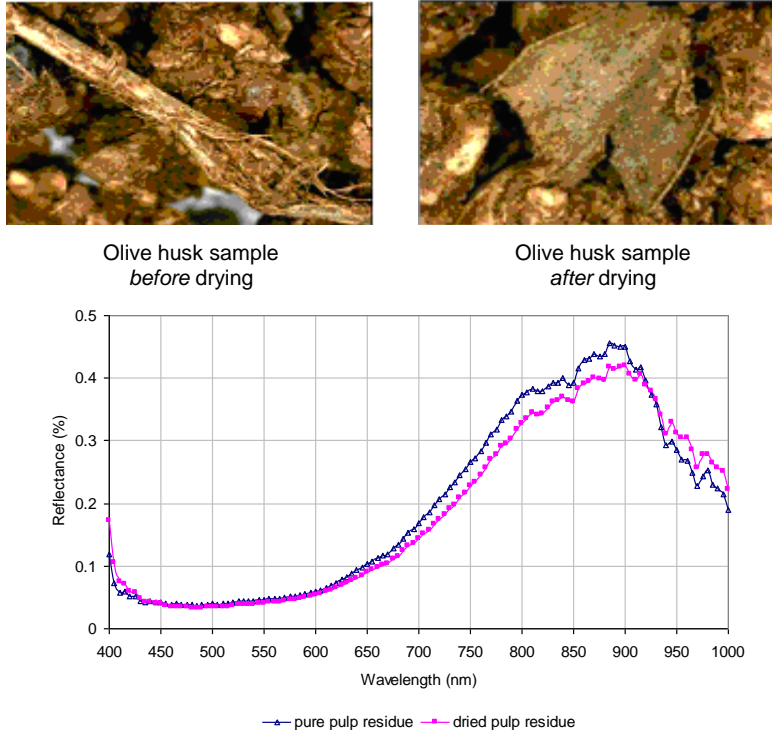 Olive husk sample
before drying
Olive husk sample
after drying
0.5
0.4
0.3
0.2
0.1
0
Reflectance (%)
400 450 500 550 600 650 700 750 800 850 900 950 1000
Wavelength (nm)
pure pulp residue dried pulp residue